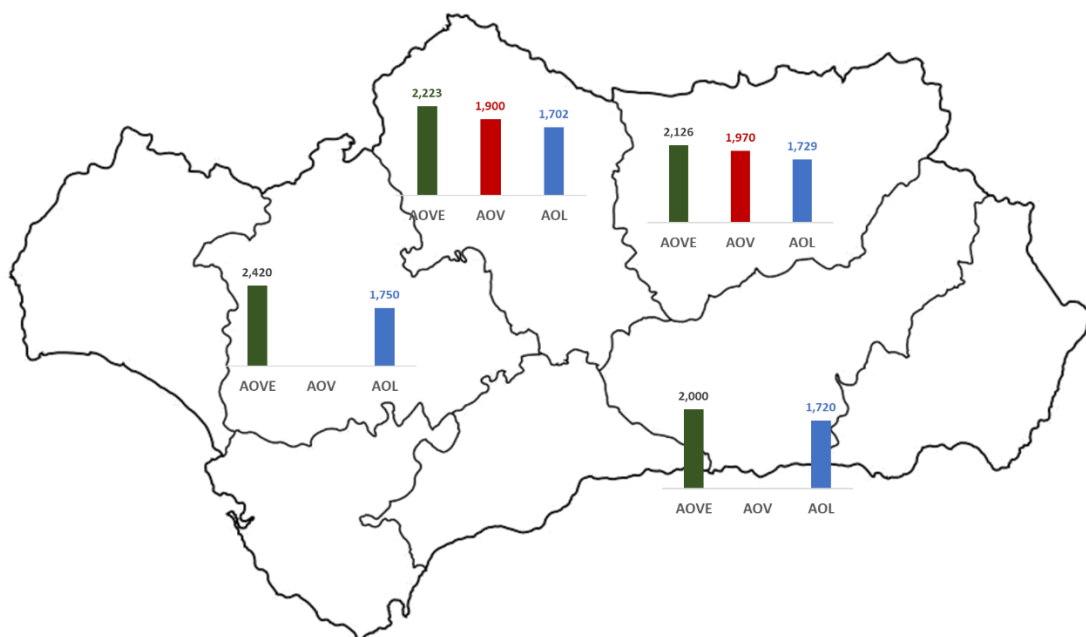 2,223 1,900 1,702
AOVE AOV AOL
2,126 1,970 1,729
AOVE AOV AOL
2,420 1,750
AOVE AOV AOL
2,000 1,720
AOVE AOV AOL